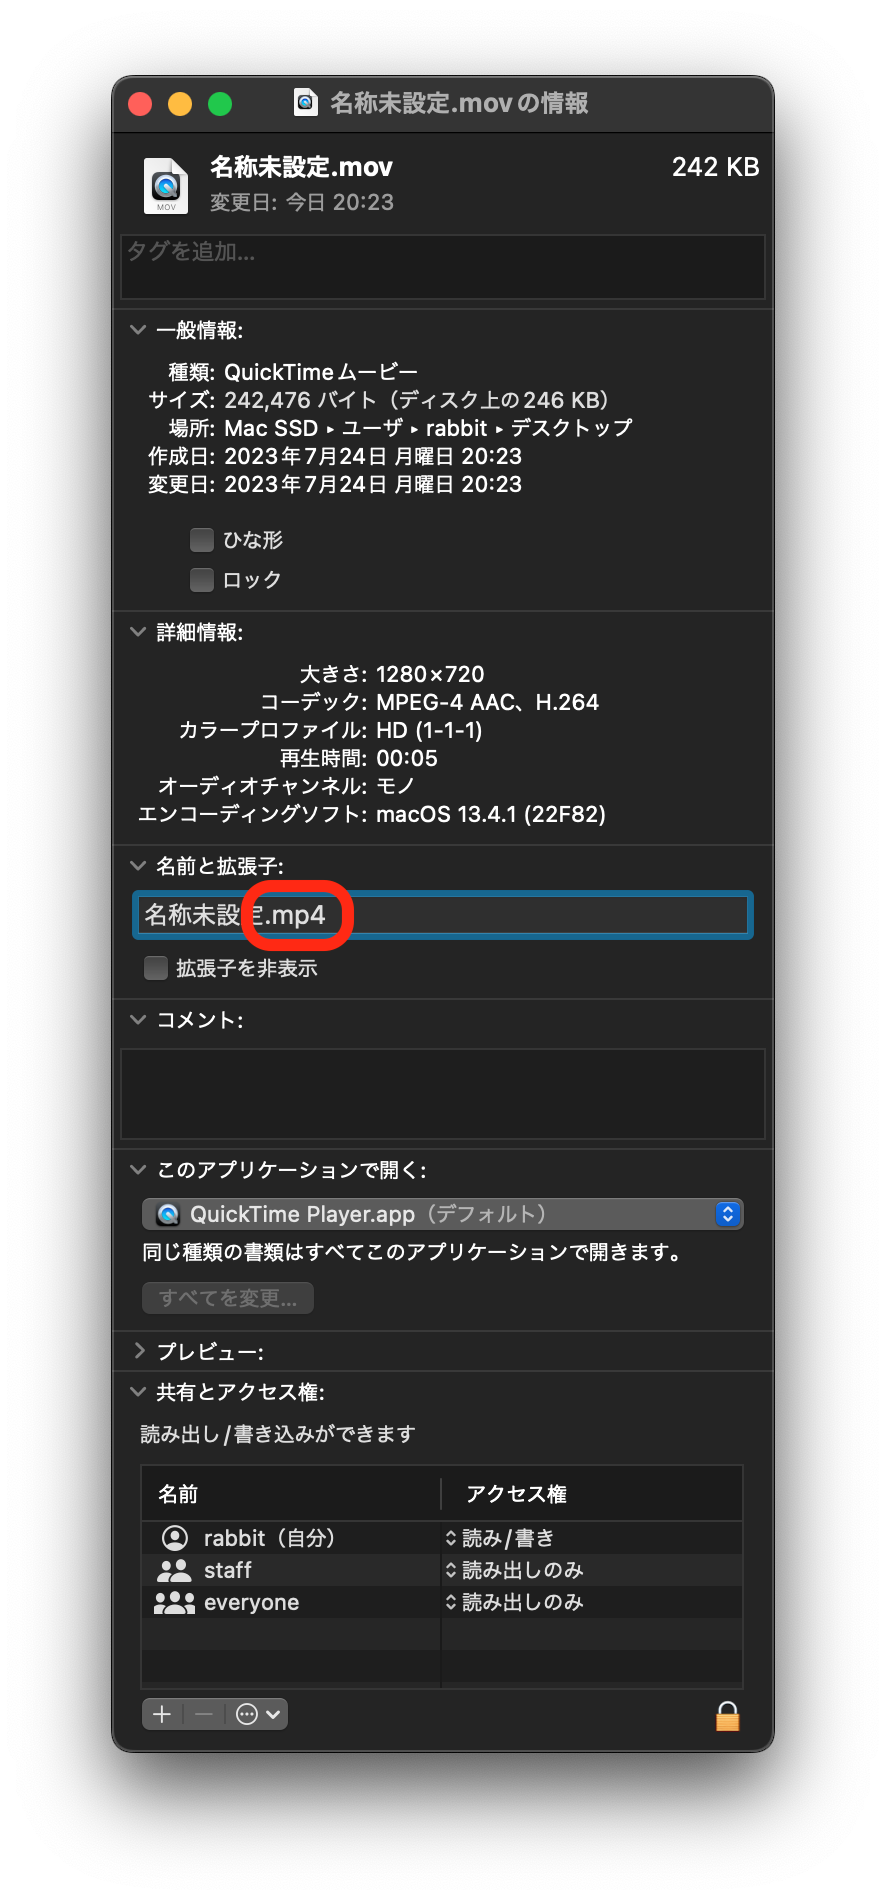 名称未設定.movの情報
名称未設定.mov 242 KB
変更日: 今日 20:23
MOV
タグを追加...
一般情報:
種類: QuickTimeムービー
サイズ: 242,476 バイト（ディスク上の246 KB）
場所: Mac SSD ▸ ユーザ ▸ rabbit ▸ デスクトップ
作成日: 2023年7月24日 月曜日 20:23
変更日: 2023年7月24日 月曜日 20:23
ひな形
ロック
詳細情報:
大きさ: 1280×720
コーデック: MPEG-4 AAC、H.264
カラープロファイル: HD (1-1-1)
再生時間: 00:05
オーディオチャンネル: モノ
エンコーディングソフト: macOS 13.4.1 (22F82)
名前と拡張子:
名称未設定.mp4
拡張子を非表示
コメント:
このアプリケーションで開く:
QuickTime Player.app（デフォルト）
同じ種類の書類はすべてこのアプリケーションで開きます。
すべてを変更...
プレビュー:
共有とアクセス権:
読み出し/書き込みができます
名前 アクセス権
rabbit（自分） 読み/書き
staff 読み出しのみ
everyone 読み出しのみ